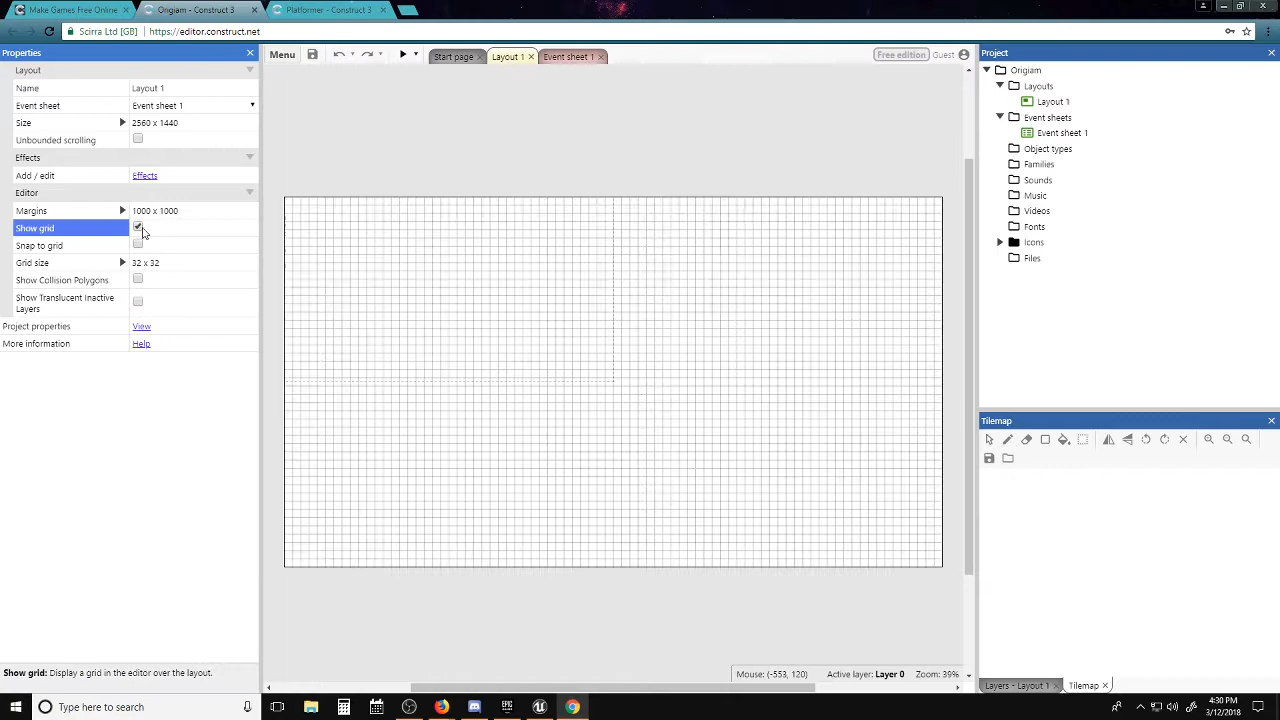 Make Games Free Online
Origiam - Construct 3
Platformer - Construct 3
Scirra Ltd [GB]
https://editor.construct.net
Properties
Layout
Name
Layout 1
Event sheet
Event sheet 1
Size
2560 x 1440
Unbounded scrolling
Effects
Add / edit
Effects
Editor
Margins
1000 x 1000
Show grid
Snap to grid
Grid size
32 x 32
Show Collision Polygons
Show Translucent Inactive
Layers
Project properties
View
More information
Help
Show grid: Display a grid in the editor over the layout.
Menu
Start page
Layout 1
Event sheet 1
Free edition
Guest
Mouse: (-553, 120)
Active layer: Layer 0
Zoom: 39%
Project
Origiam
Layouts
Layout 1
Event sheets
Event sheet 1
Object types
Families
Sounds
Music
Videos
Fonts
Icons
Files
Tilemap
Layers - Layout 1
Tilemap
Type here to search
EPIC
4:30 PM
3/12/2018